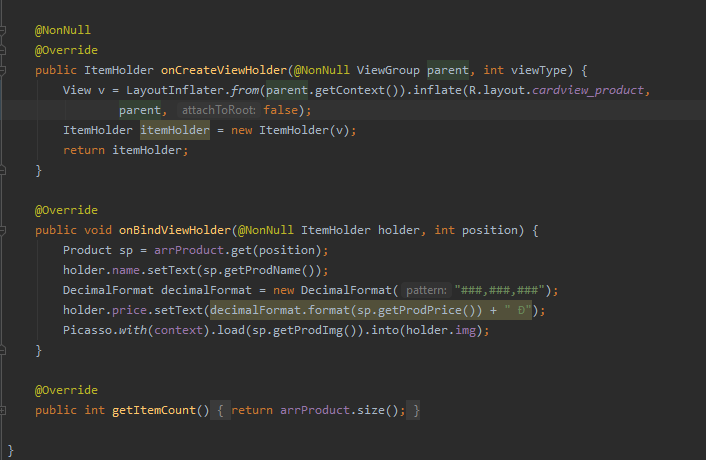 @NonNull
@Override
public ItemHolder onCreateViewHolder(@NonNull ViewGroup parent, int viewType) {
View v = LayoutInflater.from(parent.getContext()).inflate(R.layout.cardview_product,
parent, attachToRoot: false);
ItemHolder itemHolder = new ItemHolder(v);
return itemHolder;
}
@Override
public void onBindViewHolder(@NonNull ItemHolder holder, int position) {
Product sp = arrProduct.get(position);
holder.name.setText(sp.getProdName());
DecimalFormat decimalFormat = new DecimalFormat( pattern: "###,###,###");
holder.price.setText(decimalFormat.format(sp.getProdPrice()) + " Đ");
Picasso.with(context).load(sp.getProdImg()).into(holder.img);
}
@Override
public int getItemCount() { return arrProduct.size(); }
}